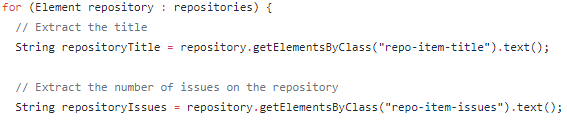 for (Element repository : repositories) {
  // Extract the title
  String repositoryTitle = repository.getElementsByClass("repo-item-title").text();
  // Extract the number of issues on the repository
  String repositoryIssues = repository.getElementsByClass("repo-item-issues").text();